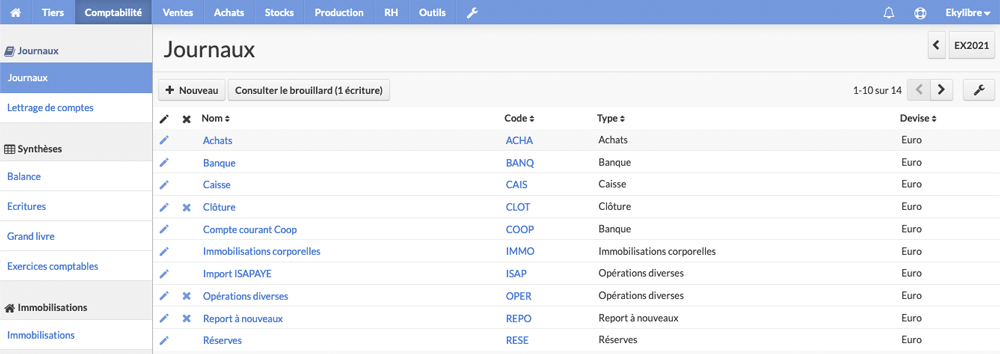 Tiers Comptabilité Ventes Achats Stocks Production RH Outils Ekylibre
Journaux
Journaux
Lettrage de comptes
Synthèses
Balance
Ecritures
Grand livre
Exercices comptables
Immobilisations
Immobilisations
Journaux
EX2021
Nouveau Consulter le brouillard (1 écriture) 1-10 sur 14
Nom Code Type Devise
Achats ACHA Achats Euro
Banque BANQ Banque Euro
Caisse CAIS Caisse Euro
Clôture CLOT Clôture Euro
Compte courant Coop COOP Banque Euro
Immobilisations corporelles IMMO Immobilisations corporelles Euro
Import ISAPAYE ISAP Opérations diverses Euro
Opérations diverses OPER Opérations diverses Euro
Report à nouveaux REPO Report à nouveaux Euro
Réserves RESE Réserves Euro